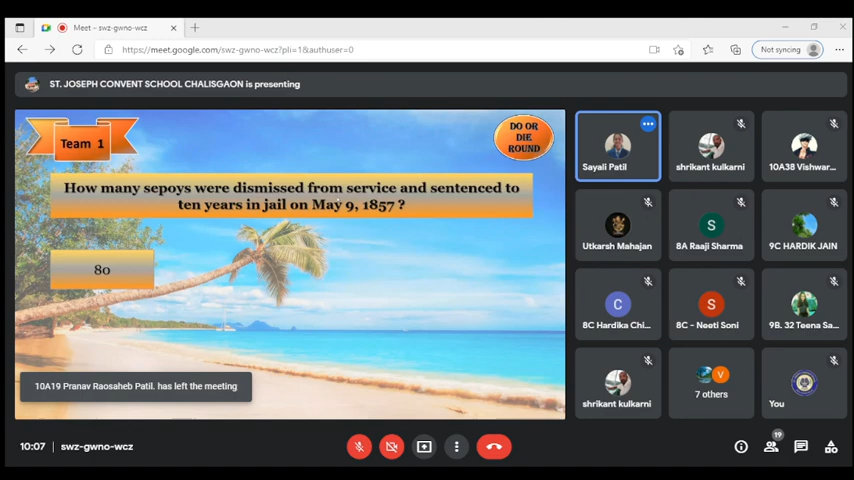 Meet – swz-gwno-wcz
https://meet.google.com/swz-gwno-wcz?pli=1&authuser=0
Not syncing
ST. JOSEPH CONVENT SCHOOL CHALISGAON is presenting
Team 1
DO OR
DIE
ROUND
How many sepoys were dismissed from service and sentenced to
ten years in jail on May 9, 1857 ?
80
10A19 Pranav Raosaheb Patil. has left the meeting
Sayali Patil
shrikant kulkarni
10A38 Vishwar...
Utkarsh Mahajan
S
8A Raaji Sharma
9C HARDIK JAIN
C
8C Hardika Chi...
S
8C - Neeti Soni
9B. 32 Teena Sa...
shrikant kulkarni
V
7 others
You
10:07 | swz-gwno-wcz
19